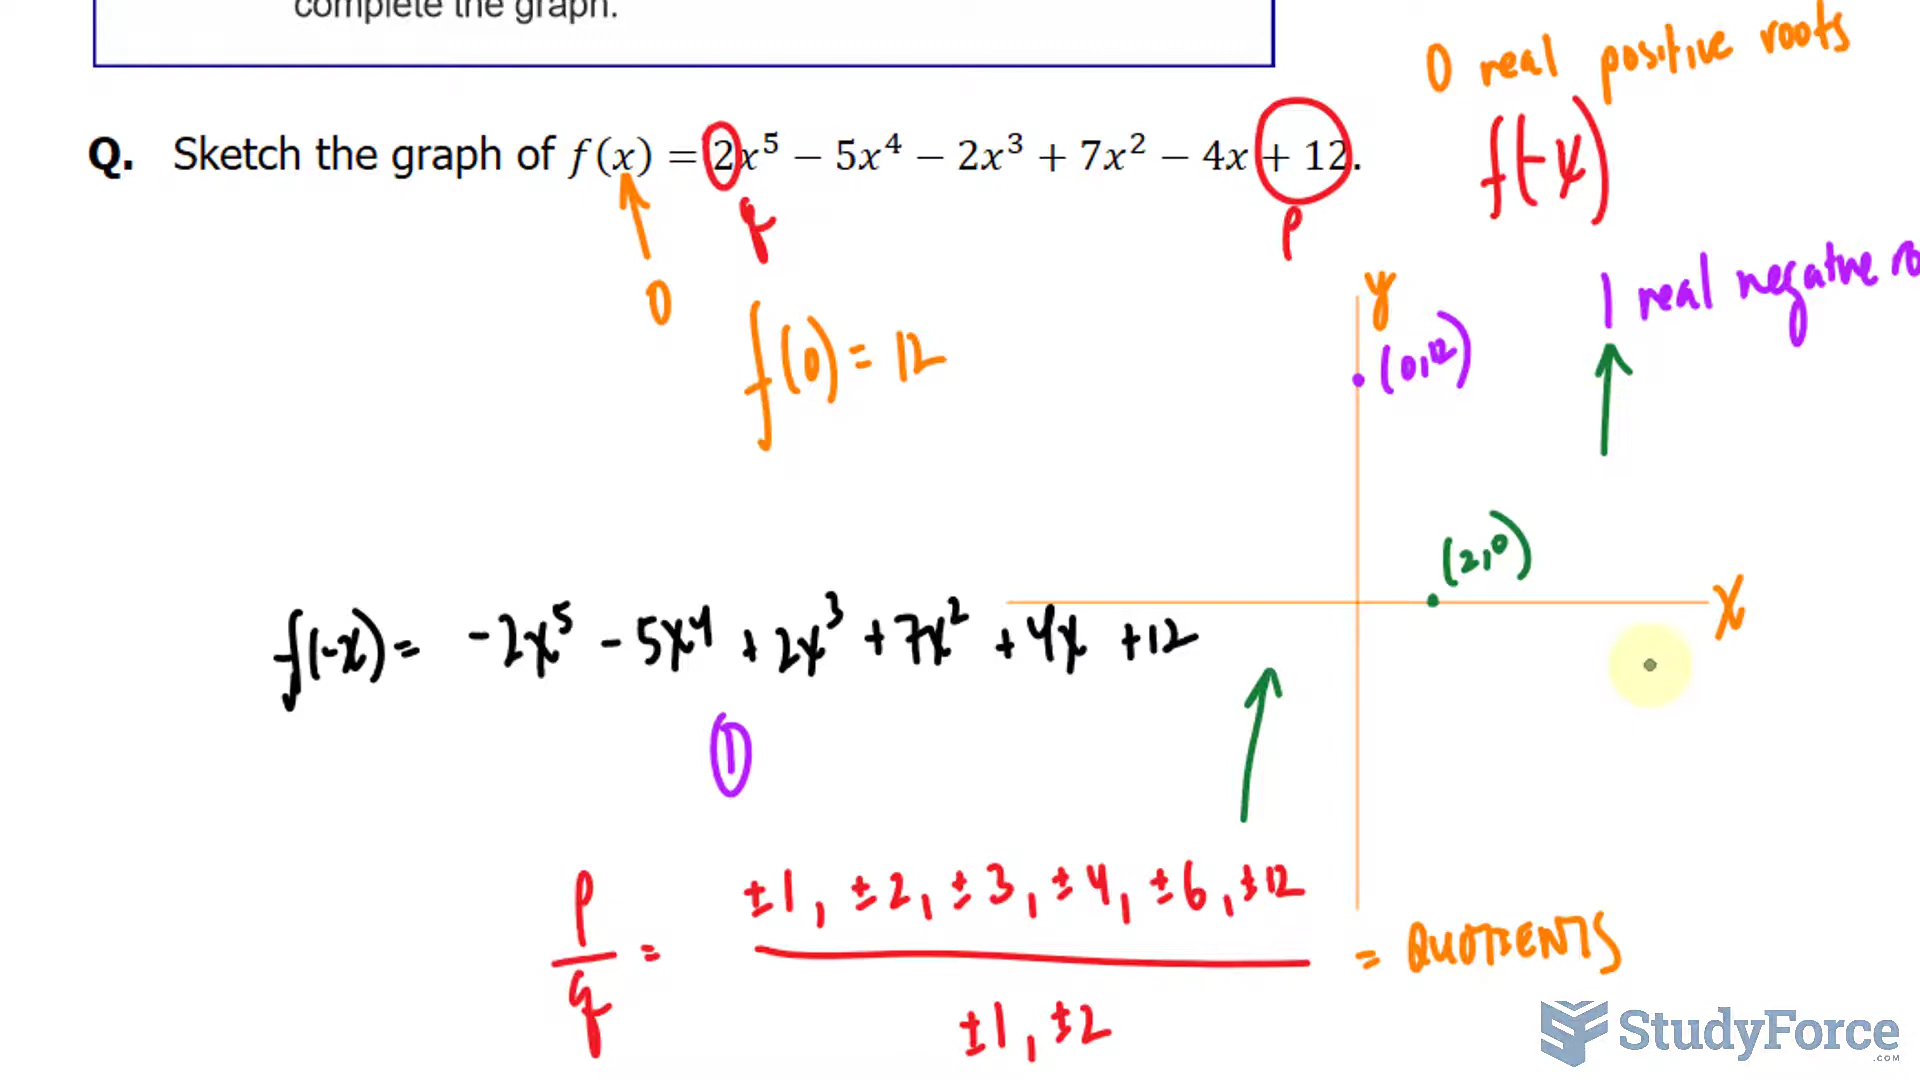 complete the graph.
0 real positive roots
Q. Sketch the graph of f(x) = 2x⁵ − 5x⁴ − 2x³ + 7x² − 4x + 12.
f(-x)
q
p
0
f(0) = 12
y
(0,12)
1 real negative ro
(2,0)
x
f(-x) = -2x⁵ - 5x⁴ + 2x³ + 7x² + 4x + 12
1
p/q = ±1, ±2, ±3, ±4, ±6, ±12 / ±1, ±2 = QUOTIENTS
StudyForce
.COM